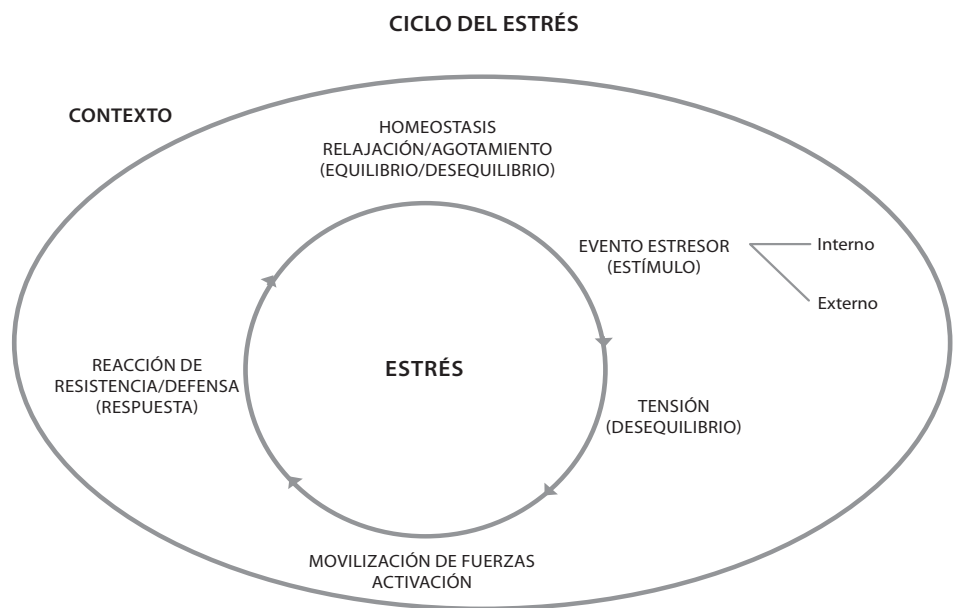 CICLO DEL ESTRÉS
CONTEXTO
HOMEOSTASIS
RELAJACIÓN/AGOTAMIENTO
(EQUILIBRIO/DESEQUILIBRIO)
EVENTO ESTRESOR
(ESTÍMULO)
Interno
Externo
ESTRÉS
REACCIÓN DE
RESISTENCIA/DEFENSA
(RESPUESTA)
TENSIÓN
(DESEQUILIBRIO)
MOVILIZACIÓN DE FUERZAS
ACTIVACIÓN